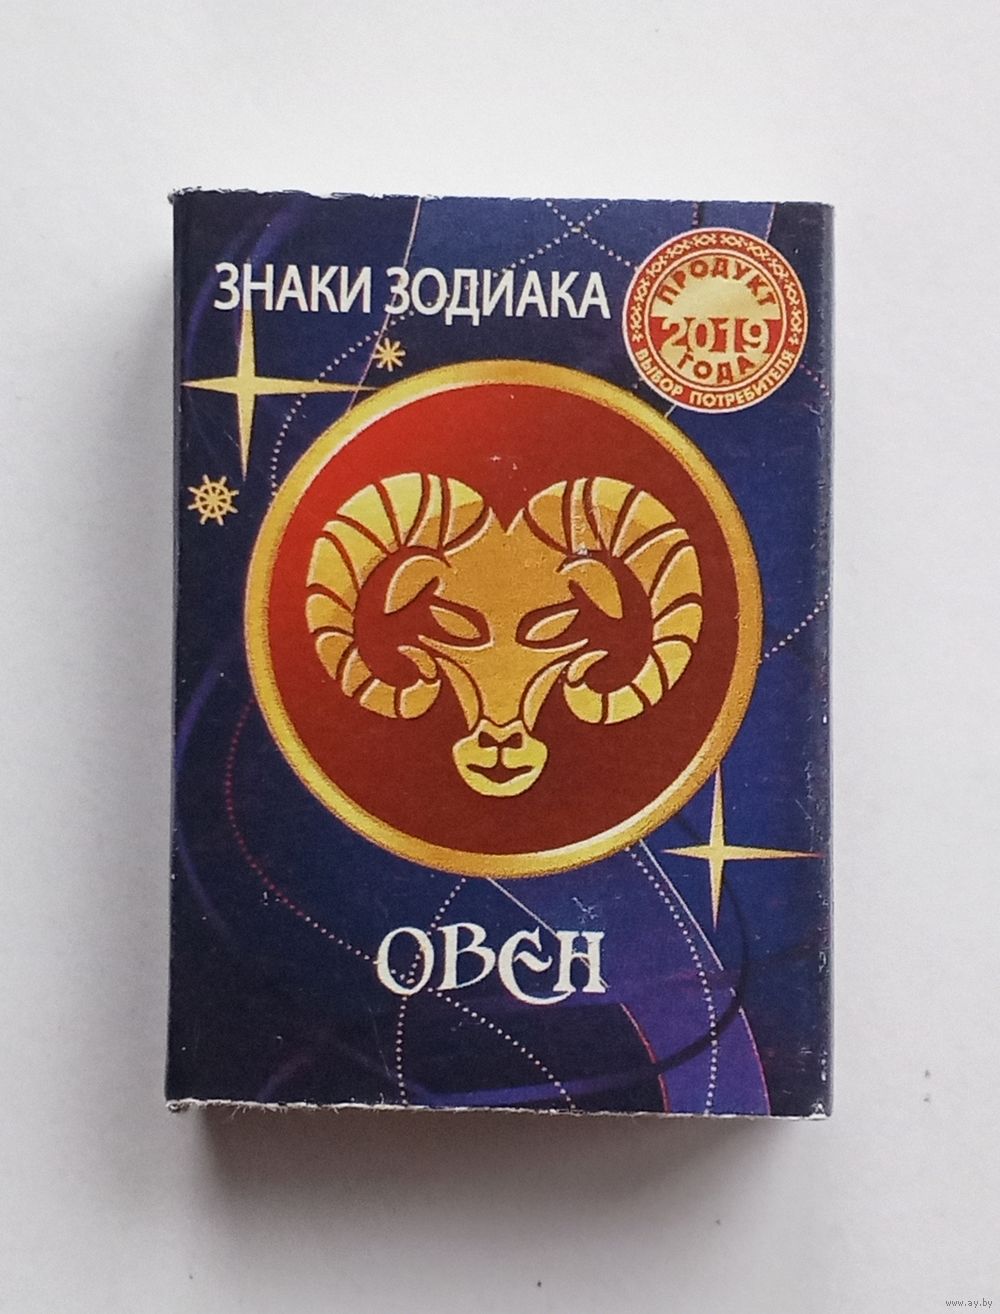 ЗНАКИ ЗОДИАКА
ПРОДУКТ
2019
ГОДА
ВЫБОР ПОТРЕБИТЕЛЯ
ОВЕН
www.ay.by